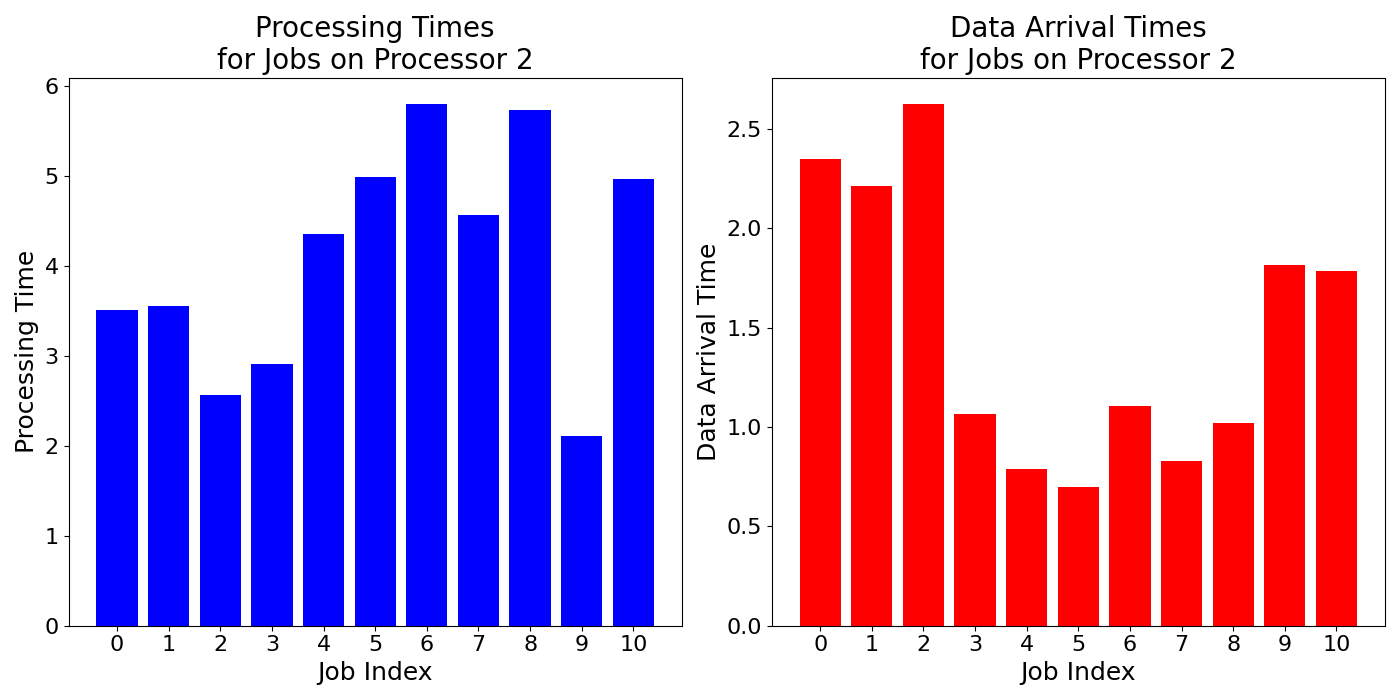 Processing Times
for Jobs on Processor 2
Processing Time
6
5
4
3
2
1
0
0 1 2 3 4 5 6 7 8 9 10
Job Index
Data Arrival Times
for Jobs on Processor 2
Data Arrival Time
2.5
2.0
1.5
1.0
0.5
0.0
0 1 2 3 4 5 6 7 8 9 10
Job Index